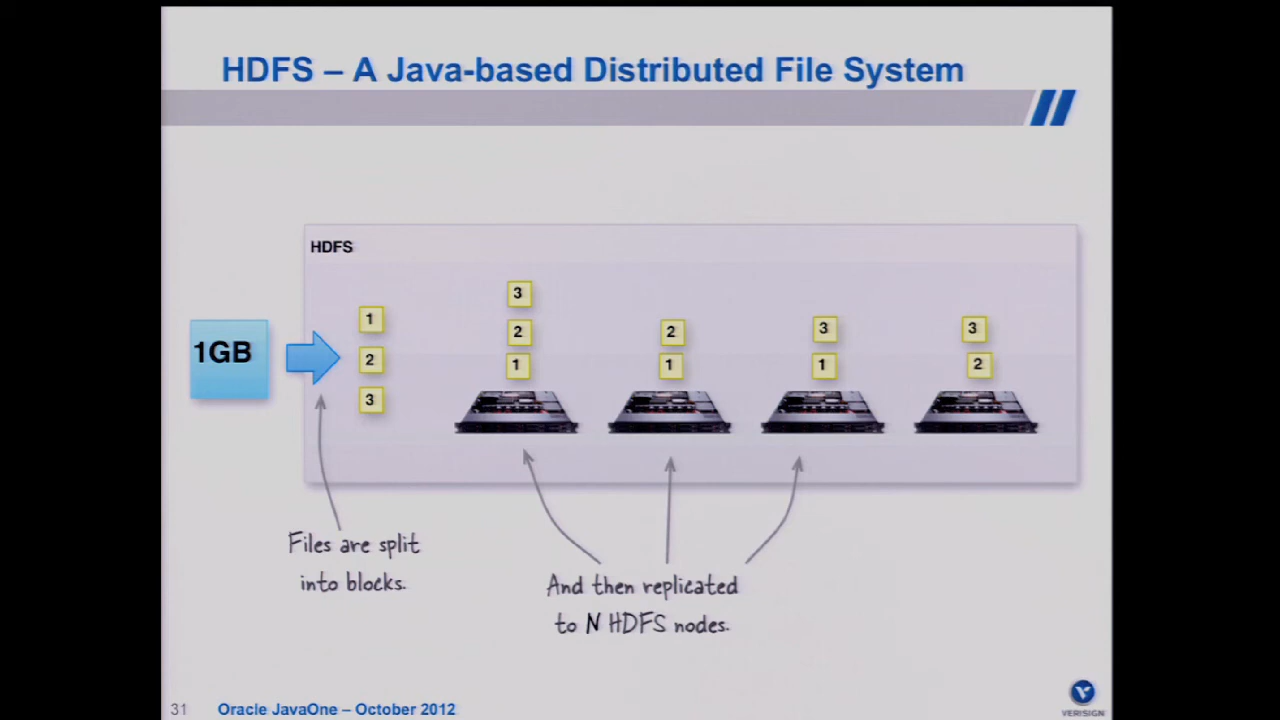 HDFS – A Java-based Distributed File System
HDFS
1GB
1
2
3
3
2
1
2
1
3
1
3
2
Files are split
into blocks.
And then replicated
to N HDFS nodes.
31
Oracle JavaOne – October 2012
VERISIGN